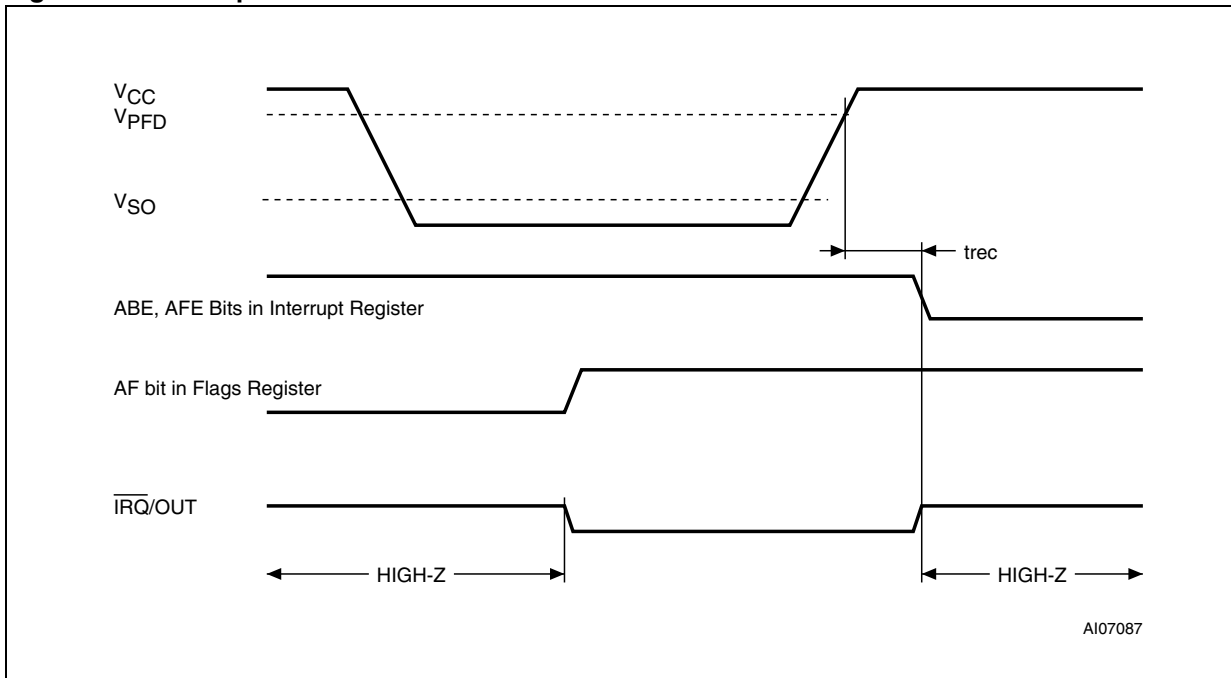 VCC
VPFD
VSO
trec
ABE, AFE Bits in Interrupt Register
AF bit in Flags Register
IRQ/OUT
HIGH-Z
HIGH-Z
AI07087